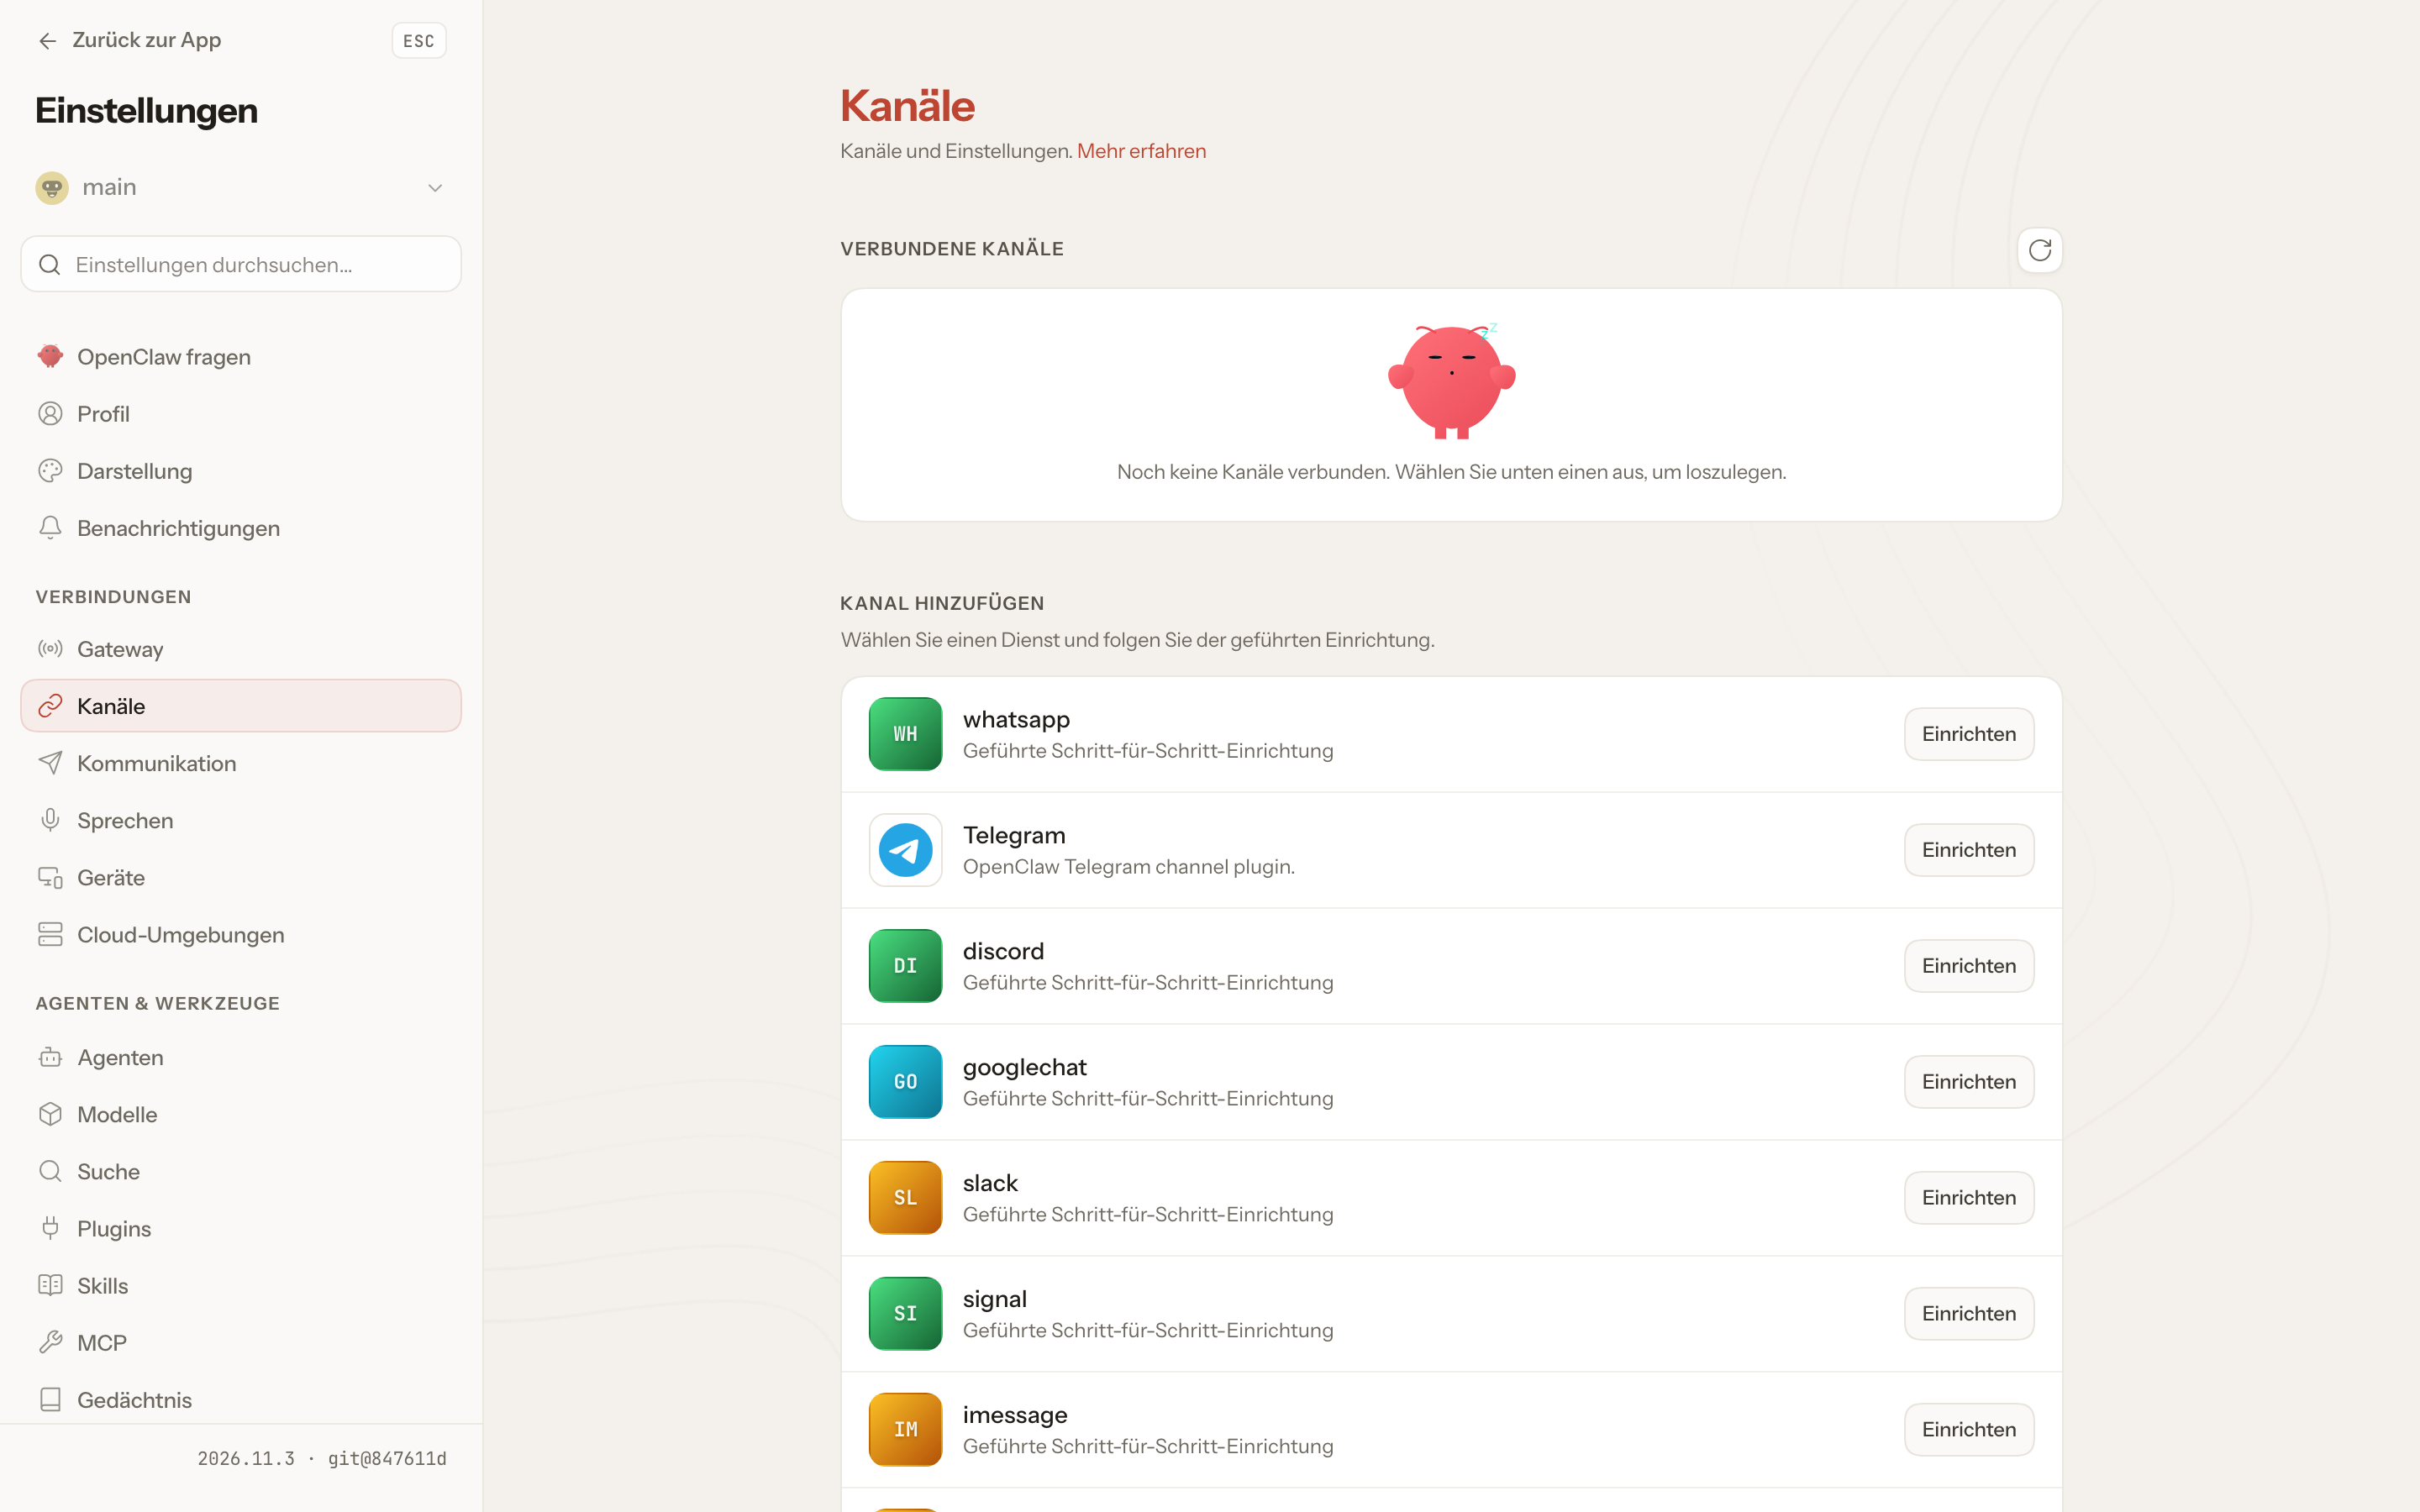 Zurück zur App
ESC
Einstellungen
main
Einstellungen durchsuchen...
OpenClaw fragen
Profil
Darstellung
Benachrichtigungen
VERBINDUNGEN
Gateway
Kanäle
Kommunikation
Sprechen
Geräte
Cloud-Umgebungen
AGENTEN & WERKZEUGE
Agenten
Modelle
Suche
Plugins
Skills
MCP
Gedächtnis
2026.11.3 · git@847611d
Kanäle
Kanäle und Einstellungen. Mehr erfahren
VERBUNDENE KANÄLE
z
z
Noch keine Kanäle verbunden. Wählen Sie unten einen aus, um loszulegen.
KANAL HINZUFÜGEN
Wählen Sie einen Dienst und folgen Sie der geführten Einrichtung.
WH
whatsapp
Geführte Schritt-für-Schritt-Einrichtung
Einrichten
Telegram
OpenClaw Telegram channel plugin.
Einrichten
DI
discord
Geführte Schritt-für-Schritt-Einrichtung
Einrichten
GO
googlechat
Geführte Schritt-für-Schritt-Einrichtung
Einrichten
SL
slack
Geführte Schritt-für-Schritt-Einrichtung
Einrichten
SI
signal
Geführte Schritt-für-Schritt-Einrichtung
Einrichten
IM
imessage
Geführte Schritt-für-Schritt-Einrichtung
Einrichten